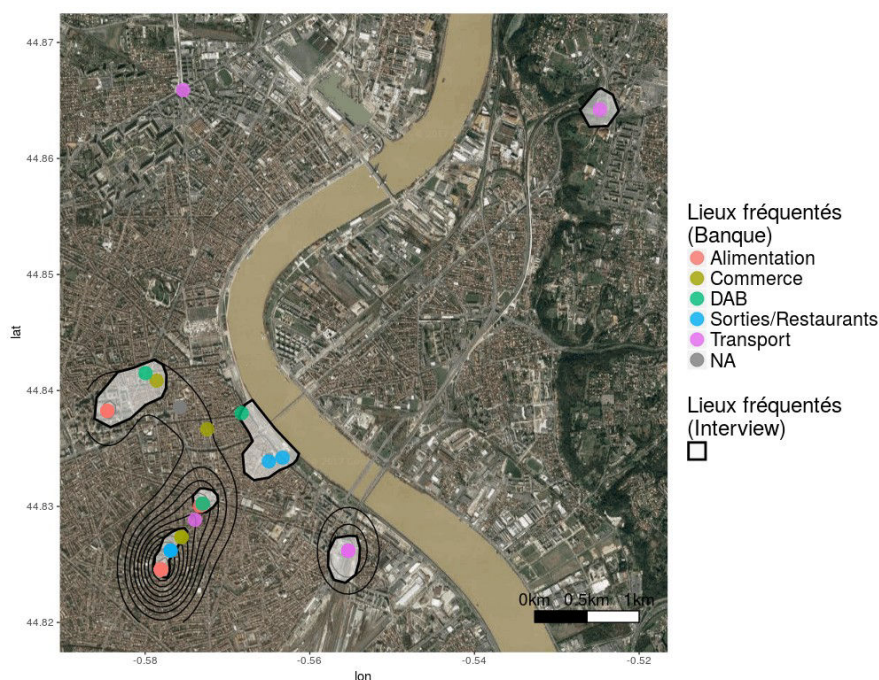 44.87
44.86
44.85
44.84
44.83
44.82
lat
-0.58
-0.56
-0.54
-0.52
lon
0km 0.5km 1km
Lieux fréquentés
(Banque)
Alimentation
Commerce
DAB
Sorties/Restaurants
Transport
NA
Lieux fréquentés
(Interview)